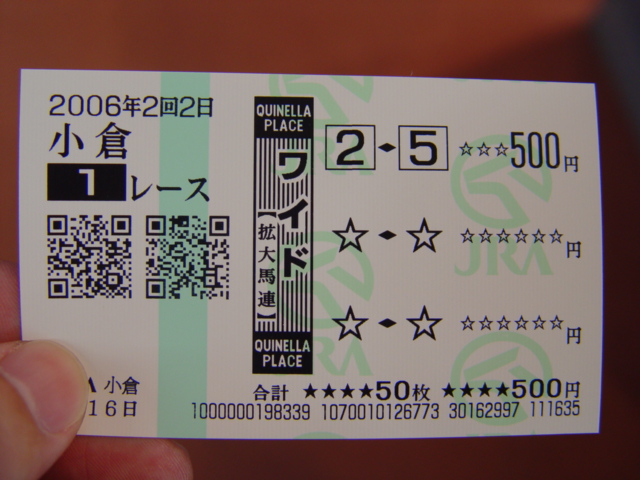 2006年2回2日
小倉
1レース
QUINELLA
PLACE
ワイド
【拡大馬連】
QUINELLA
PLACE
2◆5 ☆☆☆500円
☆◆☆ ☆☆☆☆☆☆円
☆◆☆ ☆☆☆☆☆☆円
JRA
JRA
JRA
A 小倉
16日
合計 ★★★★50枚 ★★★★500円
1000000198339 1070010126773 30162997 111635